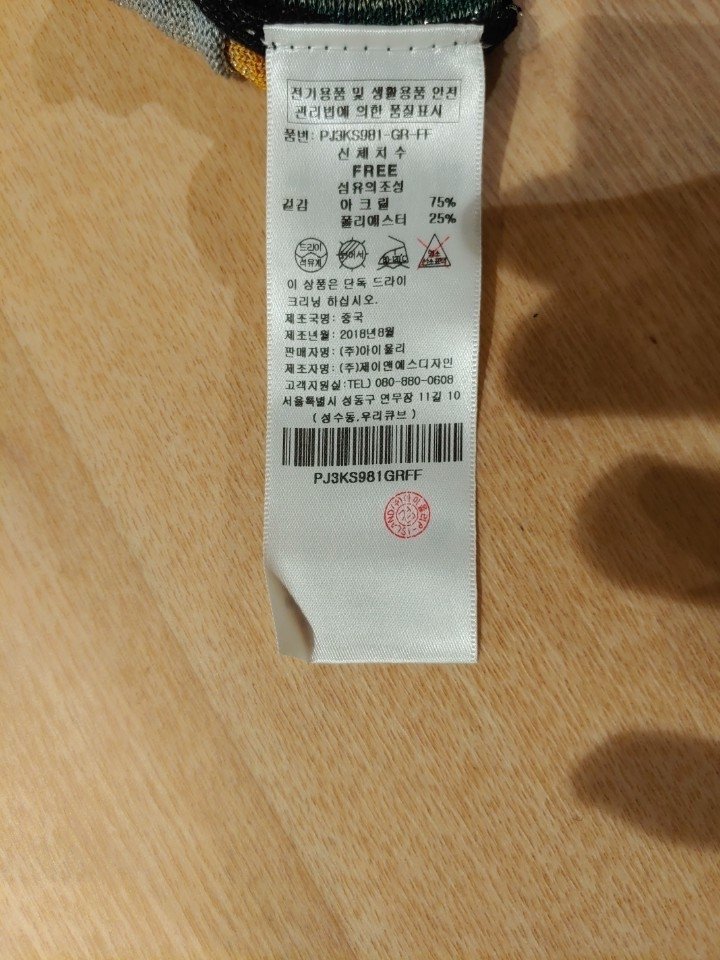 전기용품 및 생활용품 안전
관리법에 의한 품질표시
품번: PJ3KS981-GR-FF
신체치수
FREE
섬유의조성
겉감 아크릴 75%
폴리에스터 25%
드라이
석유계
이 상품은 단독 드라이
크리닝 하십시오.
제조국명: 중국
제조년월: 2018년8월
판매자명: (주)아이올리
제조자명: (주)제이앤에스디자인
고객지원실:TEL) 080-880-0608
서울특별시 성동구 연무장 11길 10
(성수동,우리큐브)
PJ3KS981GRFF